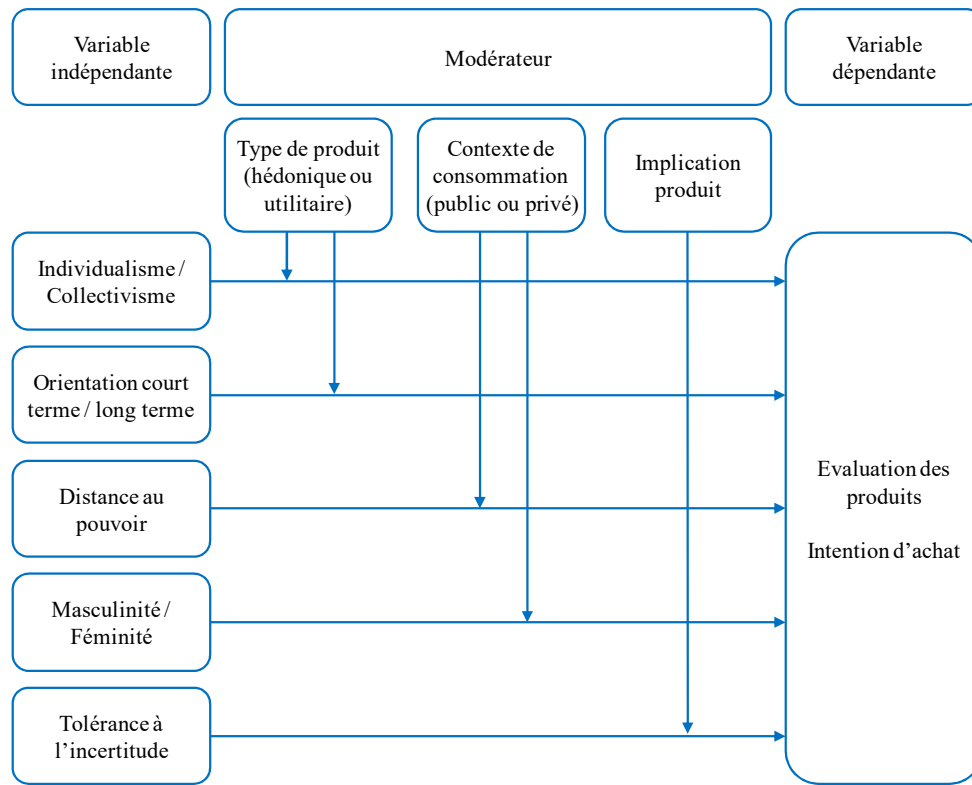 Variable
indépendante
Modérateur
Variable
dépendante
Type de produit
(hédonique ou
utilitaire)
Contexte de
consommation
(public ou privé)
Implication
produit
Individualisme /
Collectivisme
Orientation court
terme / long terme
Distance au
pouvoir
Masculinité /
Féminité
Tolérance à
l’incertitude
Evaluation des
produits
Intention d’achat